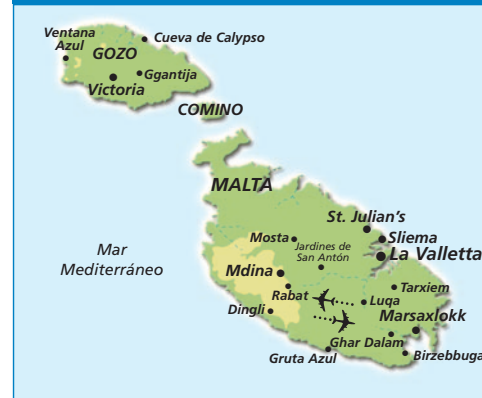 Ventana
Azul
Cueva de Calypso
GOZO
Ggantija
Victoria
COMINO
MALTA
St. Julian's
Mosta
Sliema
Jardines de
San Antón
La Valletta
Mar
Mediterráneo
Mdina
Rabat
Tarxiem
Luqa
Dingli
Marsaxlokk
Ghar Dalam
Gruta Azul
Birzebbuga